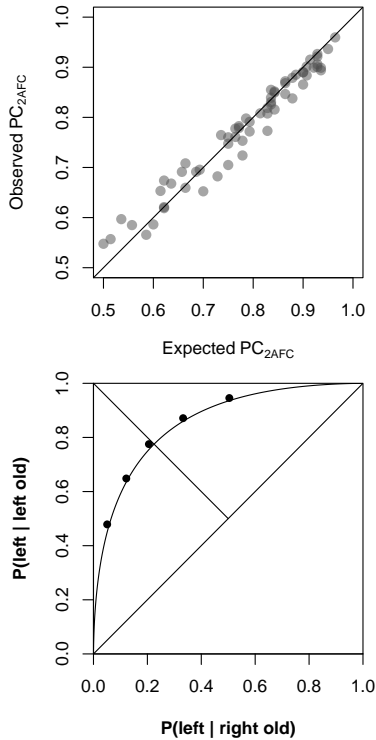 1.0
0.9
0.8
0.7
0.6
0.5
Observed PC2AFC
0.5 0.6 0.7 0.8 0.9 1.0
Expected PC2AFC
1.0
0.8
0.6
0.4
0.2
0.0
P(left | left old)
0.0 0.2 0.4 0.6 0.8 1.0
P(left | right old)